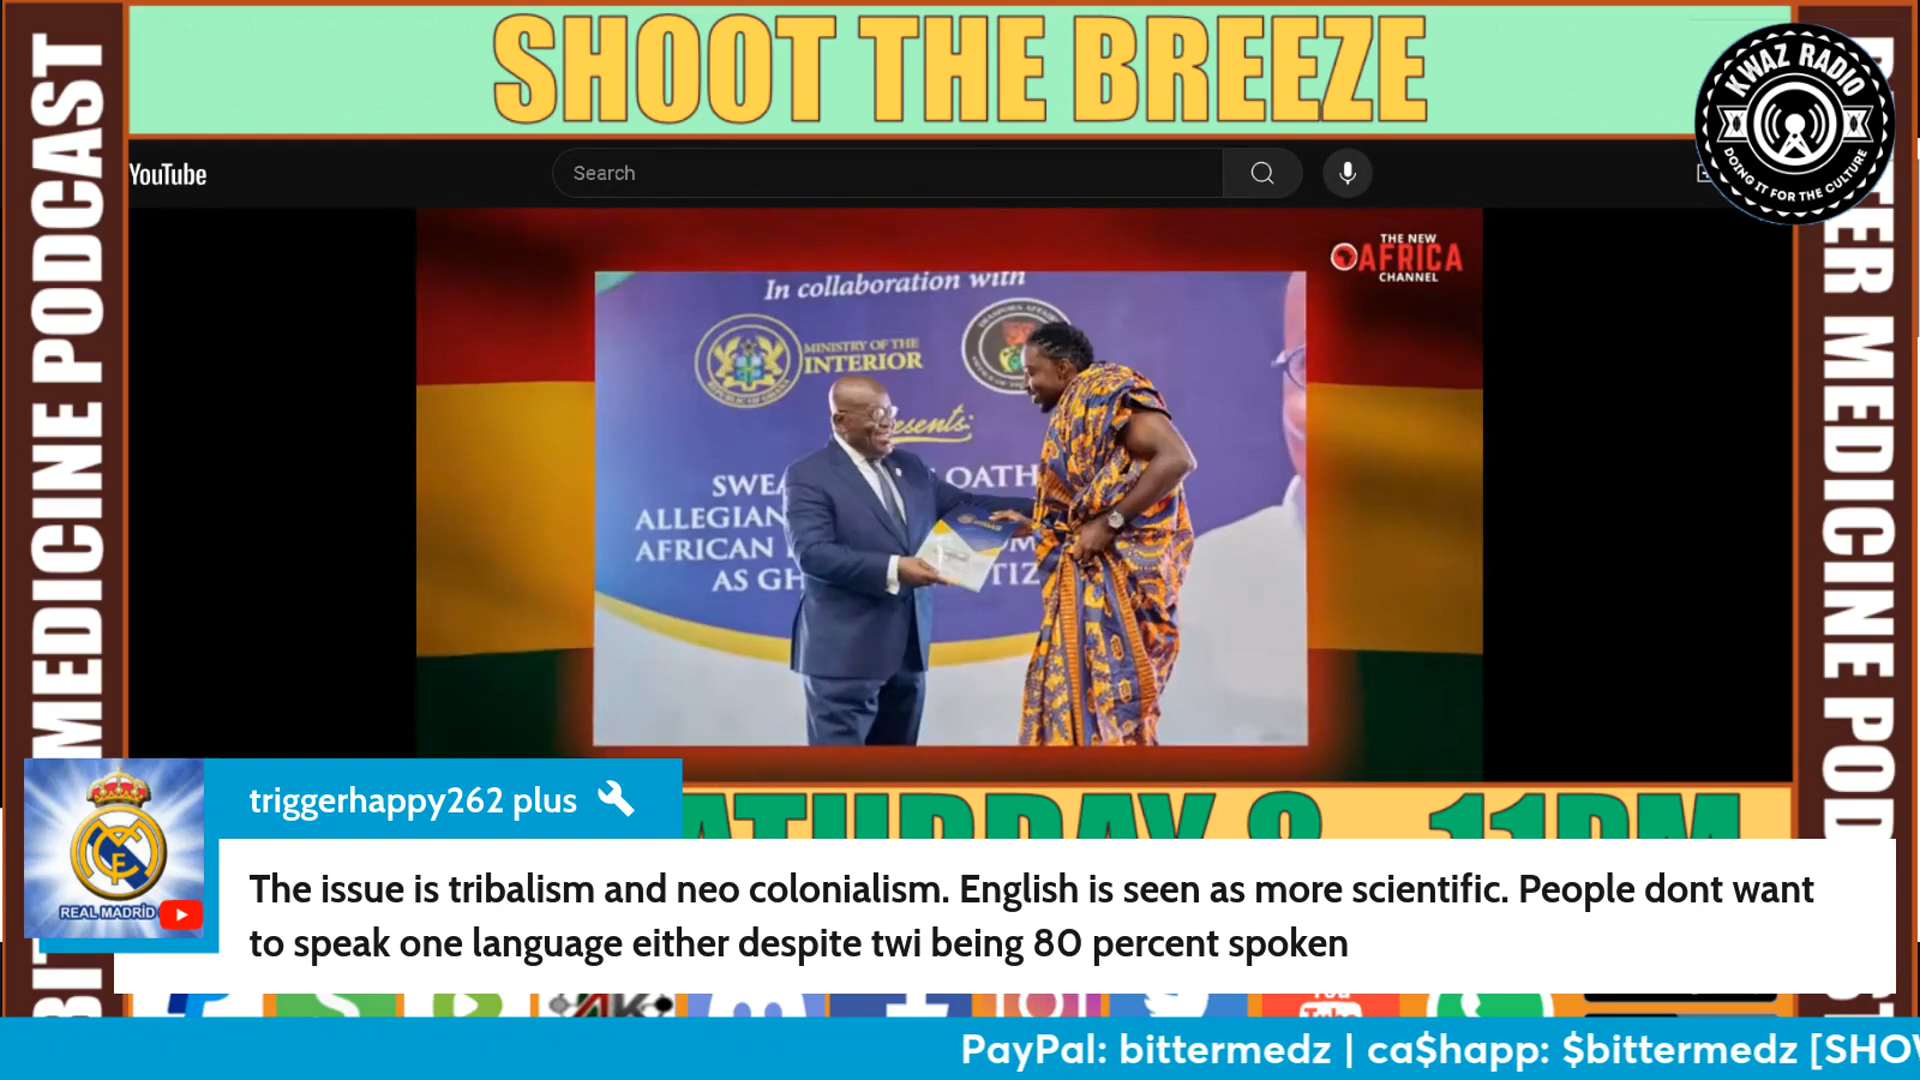 SHOOT THE BREEZE
MEDICINE PODCAST
KWAZ RADIO
DOING IT FOR THE CULTURE
YouTube
Search
THE NEW
AFRICA
CHANNEL
In collaboration with
MINISTRY OF THE
INTERIOR
OATH
AFRICAN
AS GH
triggerhappy262 plus
REAL MADRID
11PM
The issue is tribalism and neo colonialism. English is seen as more scientific. People dont want
to speak one language either despite twi being 80 percent spoken
MEDICINE
PayPal: bittermedz | ca$happ: $bittermedz [SHOW